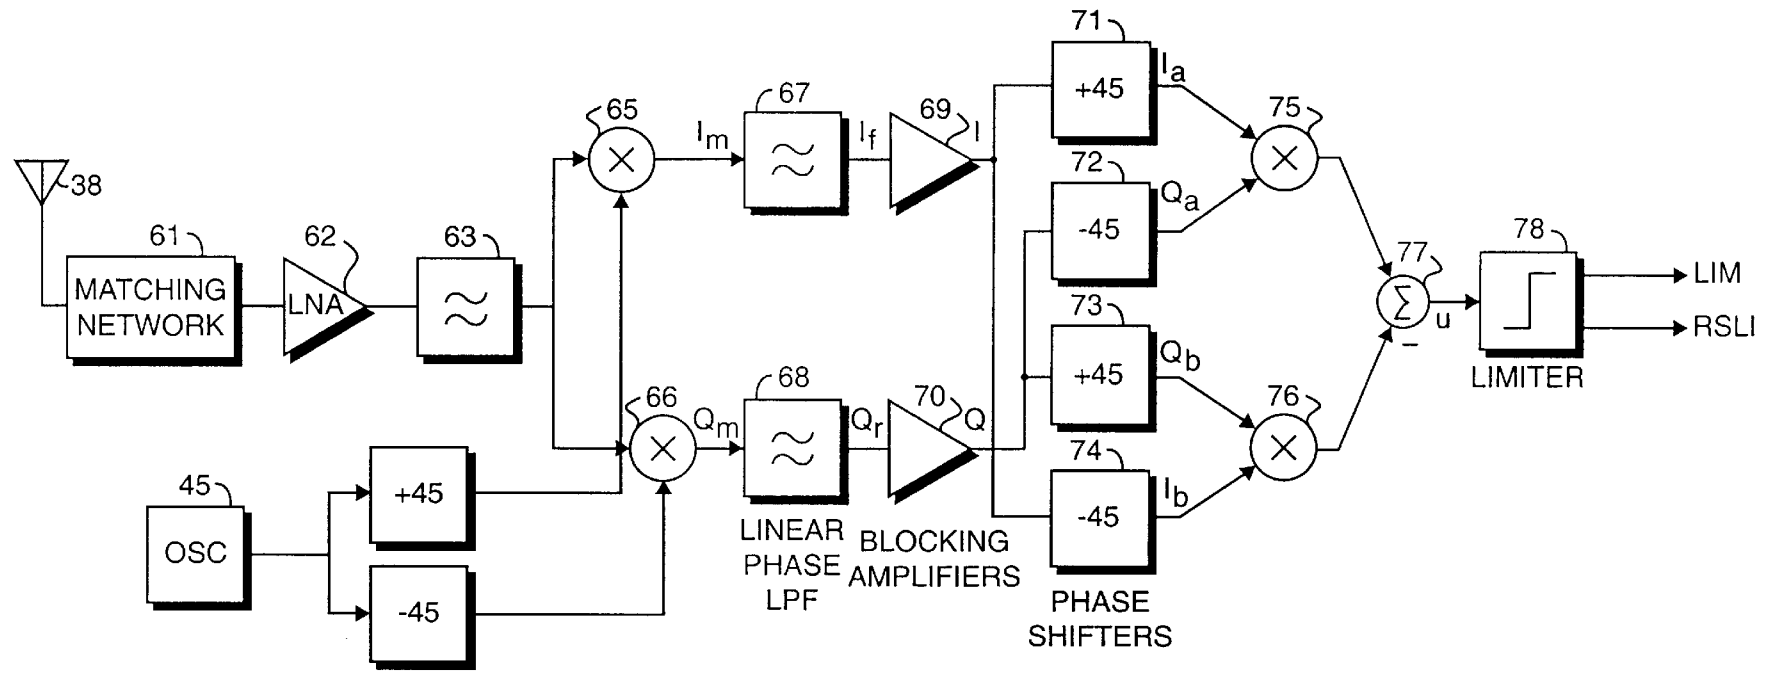 38
61
MATCHING
NETWORK
62
LNA
63
45
OSC
+45
-45
65
66
Im
Qm
67
68
LINEAR
PHASE
LPF
If
Qr
69
70
I
Q
BLOCKING
AMPLIFIERS
71
+45
Ia
72
-45
Qa
73
+45
Qb
74
-45
Ib
PHASE
SHIFTERS
75
76
77
Σ
−
u
78
LIMITER
LIM
RSLI